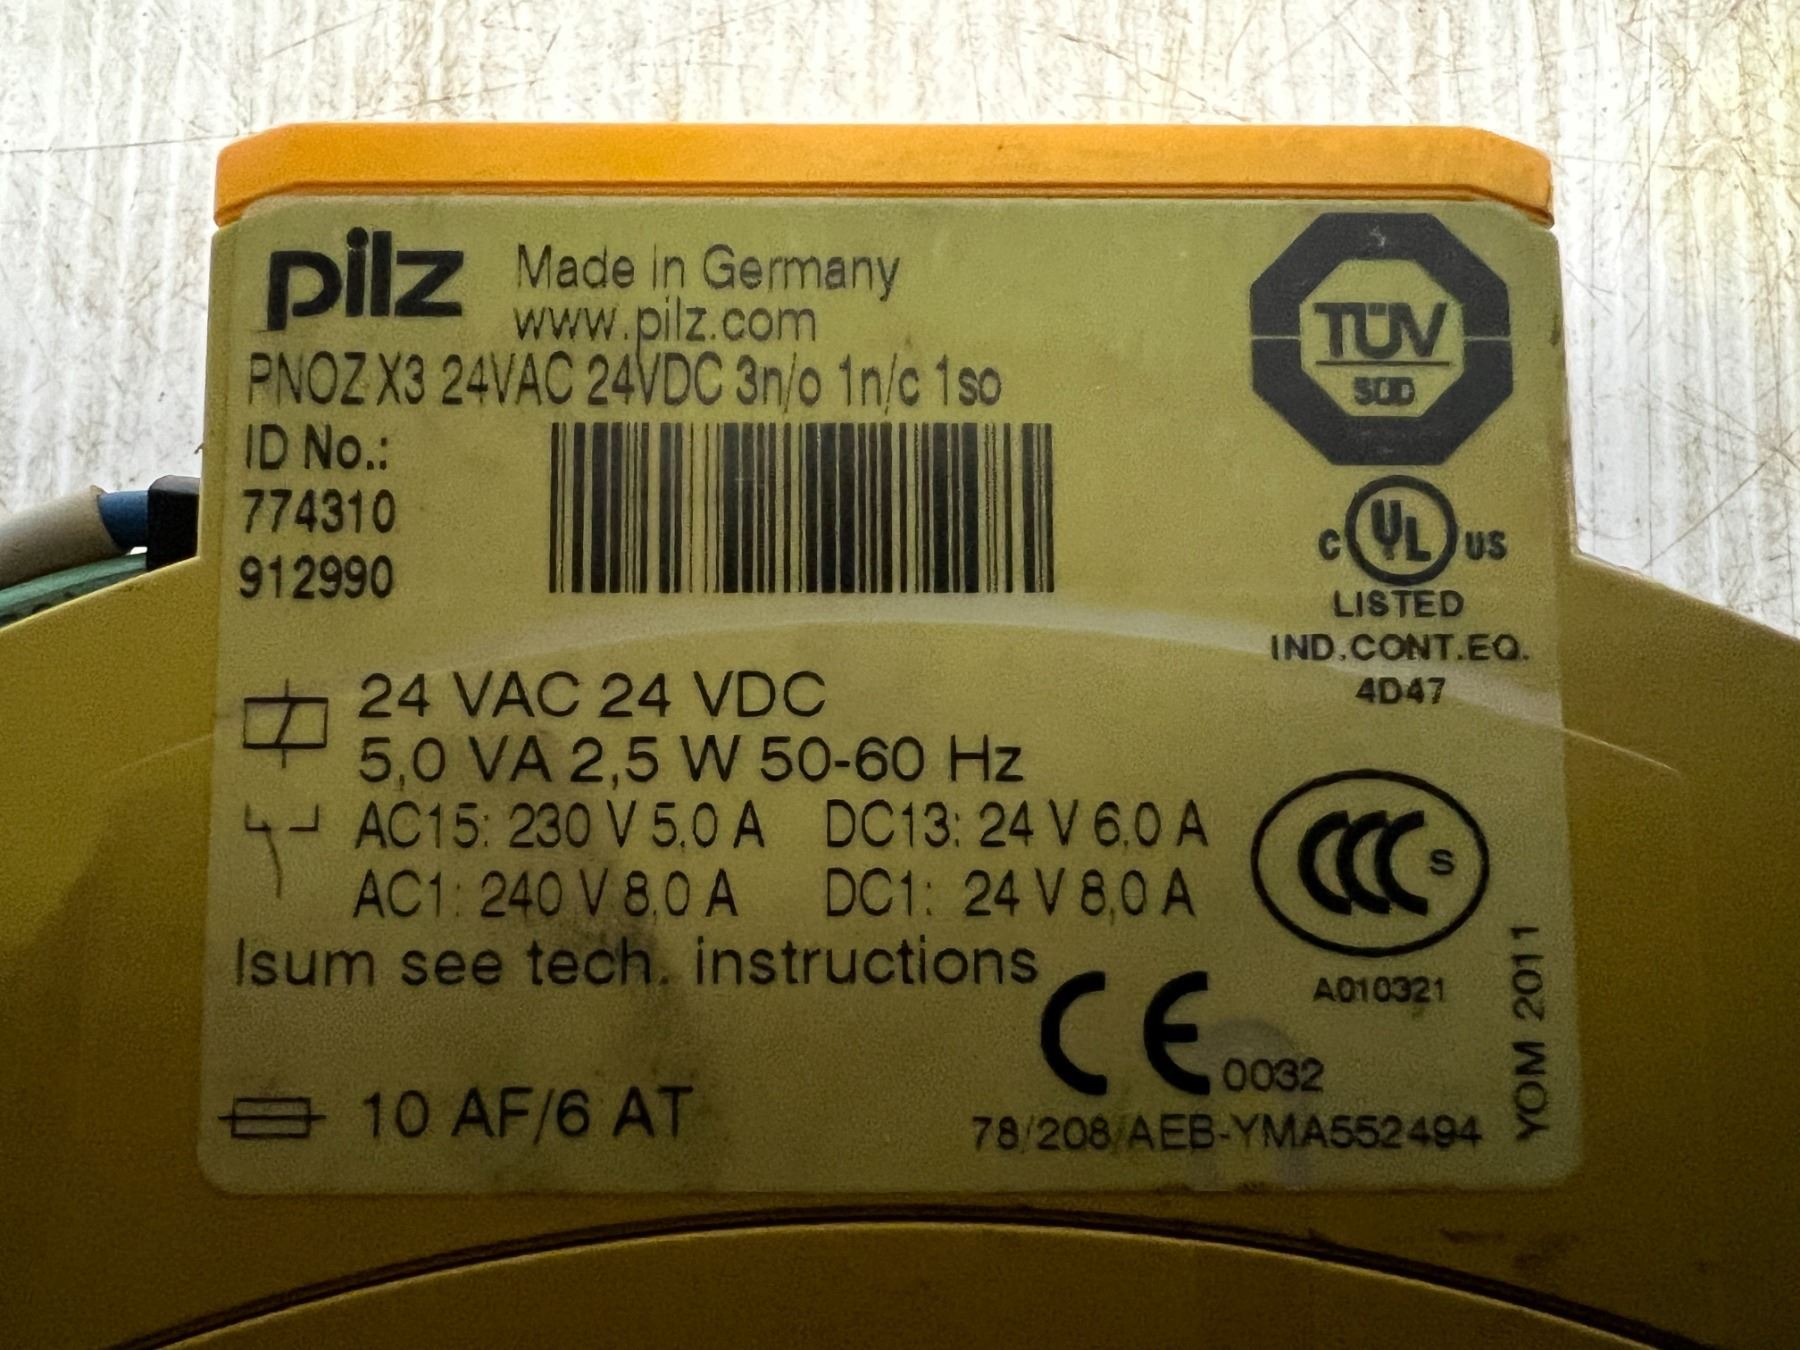 pilz Made in Germany
www.pilz.com
PNOZ X3 24VAC 24VDC 3n/o 1n/c 1so
ID No.:
774310
912990
24 VAC 24 VDC
5,0 VA 2,5 W 50-60 Hz
AC15: 230 V 5,0 A DC13: 24 V 6,0 A
AC1: 240 V 8,0 A DC1: 24 V 8,0 A
Isum see tech. instructions
10 AF/6 AT
TÜV
SÜD
C UL US
LISTED
IND.CONT.EQ.
4D47
CCC S
A010321
CE 0032
78/208/AEB-YMA552494
YOM 2011